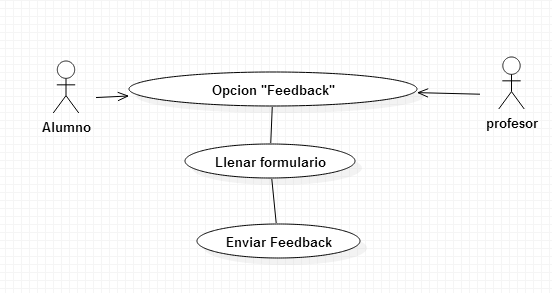 Opcion "Feedback"
Alumno
profesor
Llenar formulario
Enviar Feedback